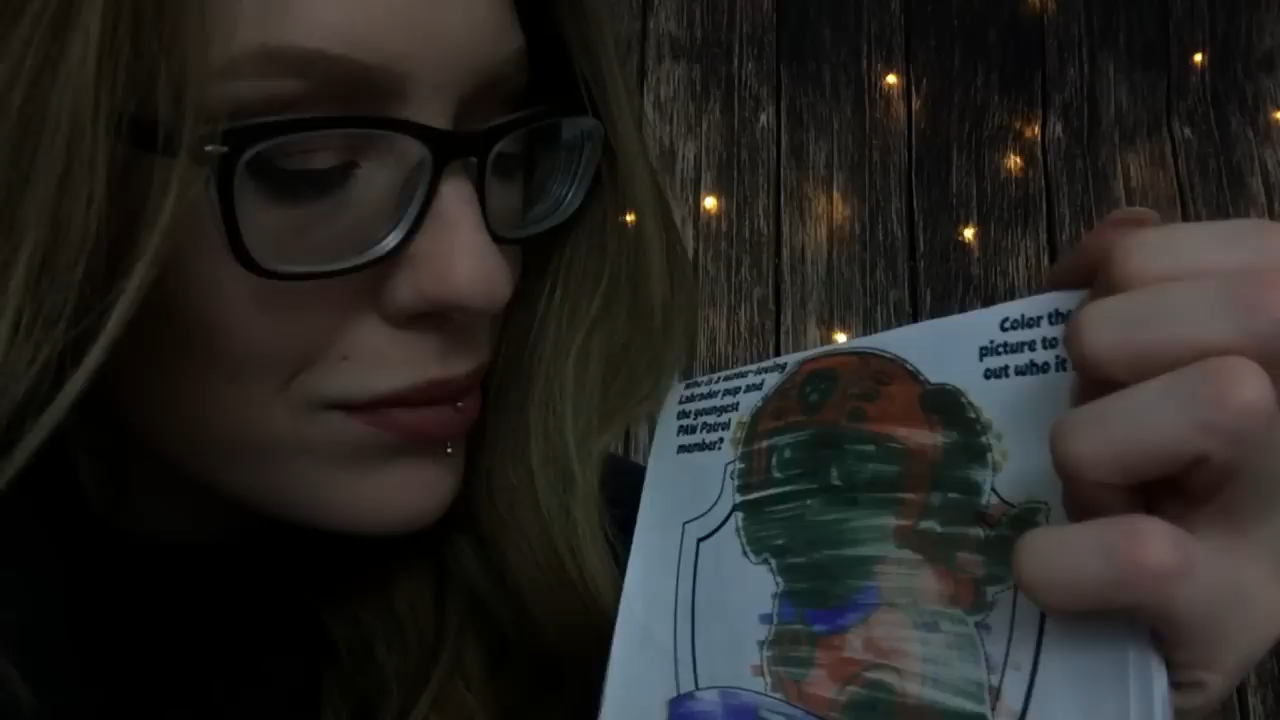 who is a water-loving
Labrador pup and
the youngest
PAW Patrol
member?
Color the
picture to
out who it